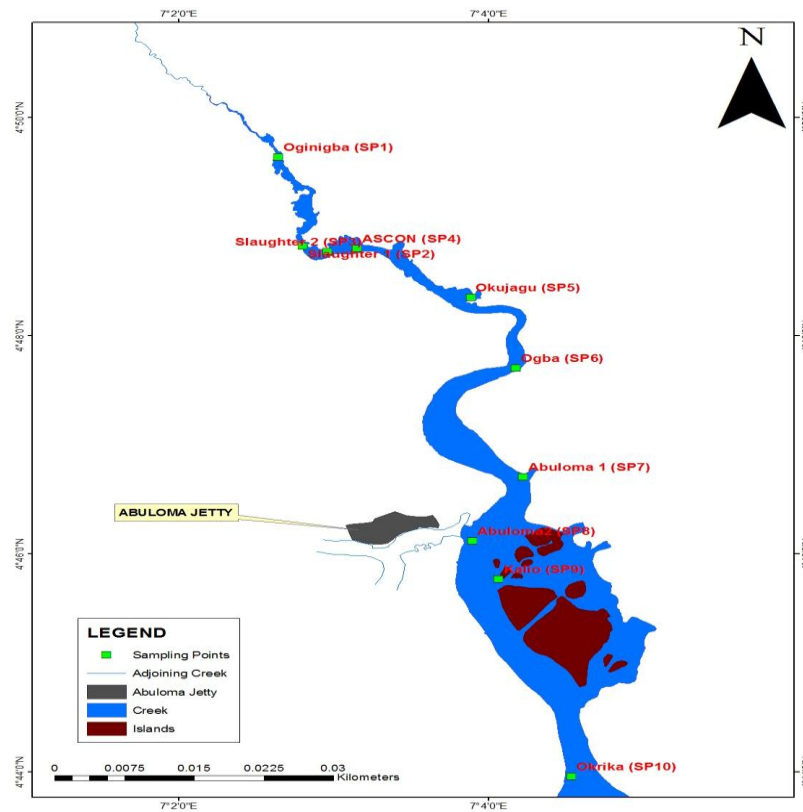 7°2'0"E
7°4'0"E
N
4°50'0"N
Oginigba (SP1)
Slaughter 2 (SP3)
ASCON (SP4)
Slaughter 1 (SP2)
Okujagu (SP5)
4°48'0"N
Ogba (SP6)
Abuloma 1 (SP7)
ABULOMA JETTY
Abuloma2 (SP8)
4°46'0"N
Kalio (SP9)
LEGEND
Sampling Points
Adjoining Creek
Abuloma Jetty
Creek
Islands
0 0.0075 0.015 0.0225 0.03
Kilometers
Okrika (SP10)
4°44'0"N
7°2'0"E
7°4'0"E